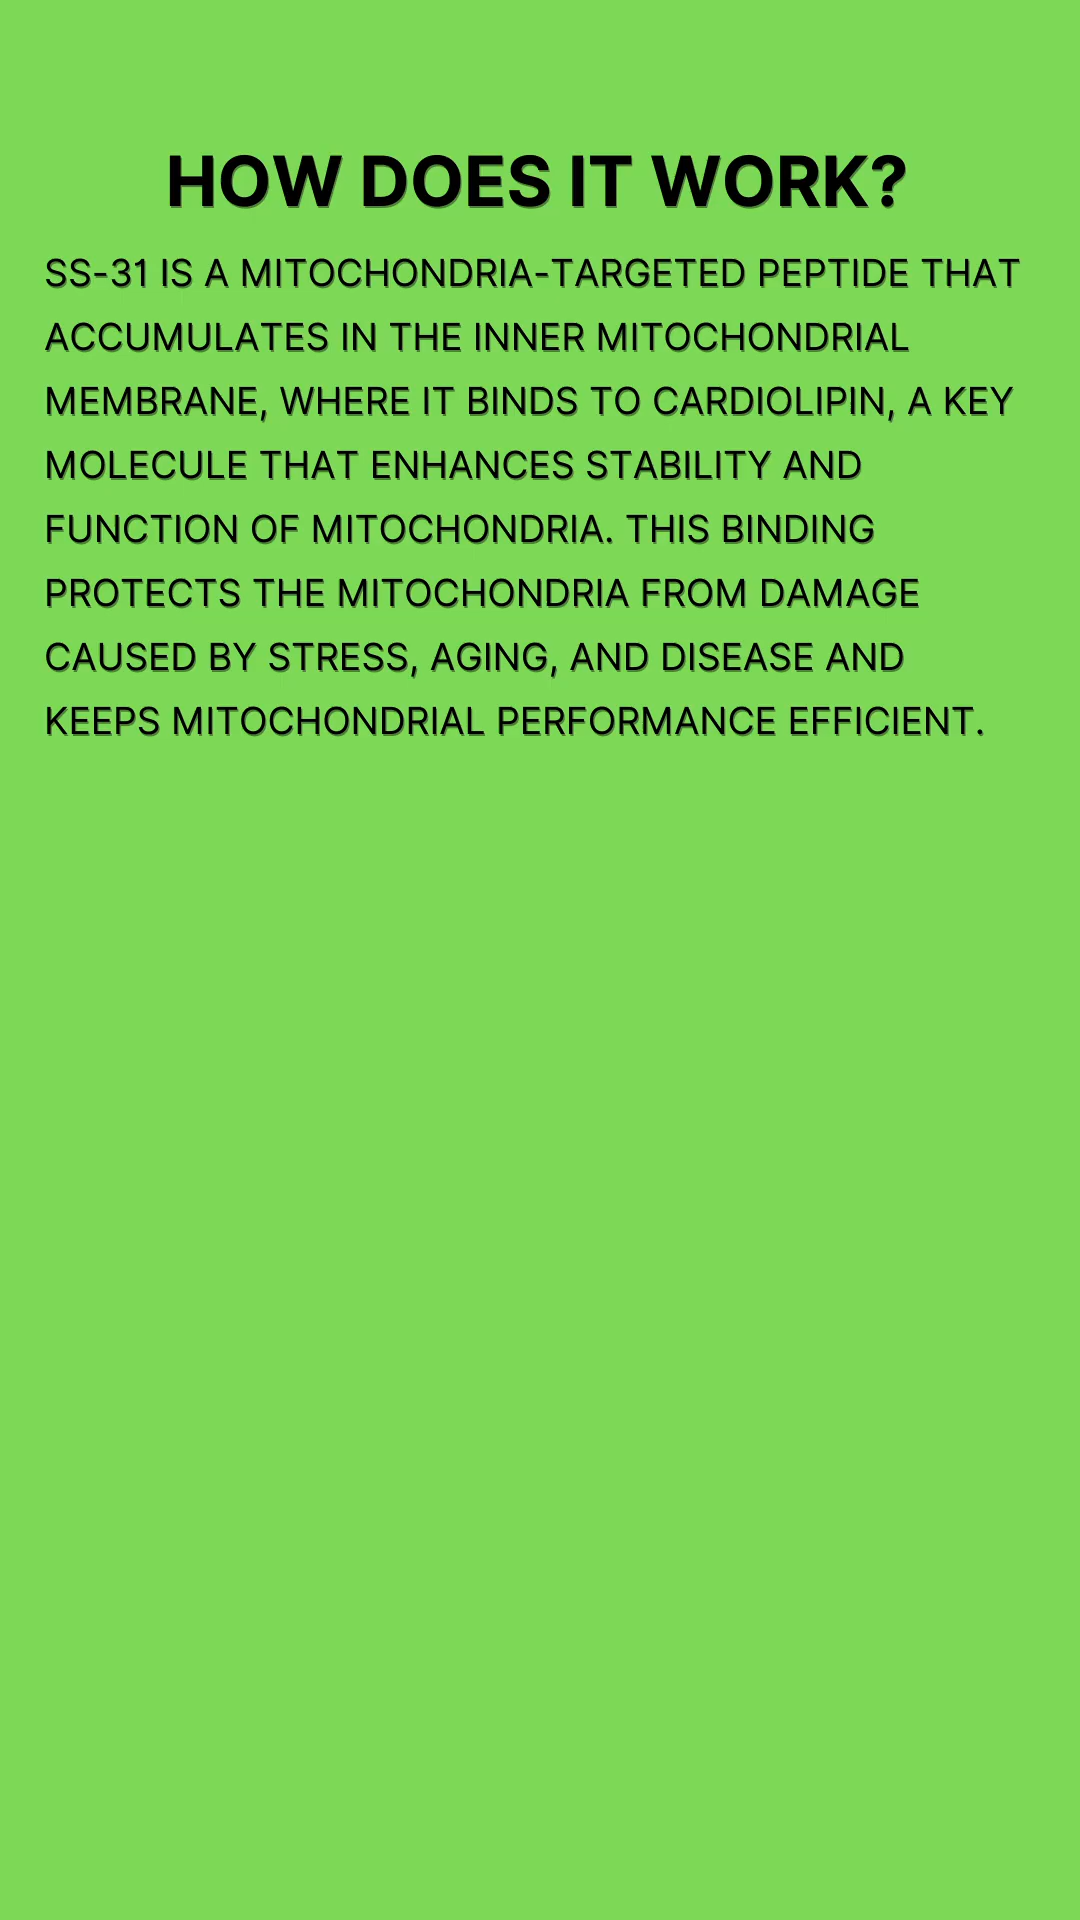 HOW DOES IT WORK?
SS-31 IS A MITOCHONDRIA-TARGETED PEPTIDE THAT
ACCUMULATES IN THE INNER MITOCHONDRIAL
MEMBRANE, WHERE IT BINDS TO CARDIOLIPIN, A KEY
MOLECULE THAT ENHANCES STABILITY AND
FUNCTION OF MITOCHONDRIA. THIS BINDING
PROTECTS THE MITOCHONDRIA FROM DAMAGE
CAUSED BY STRESS, AGING, AND DISEASE AND
KEEPS MITOCHONDRIAL PERFORMANCE EFFICIENT.